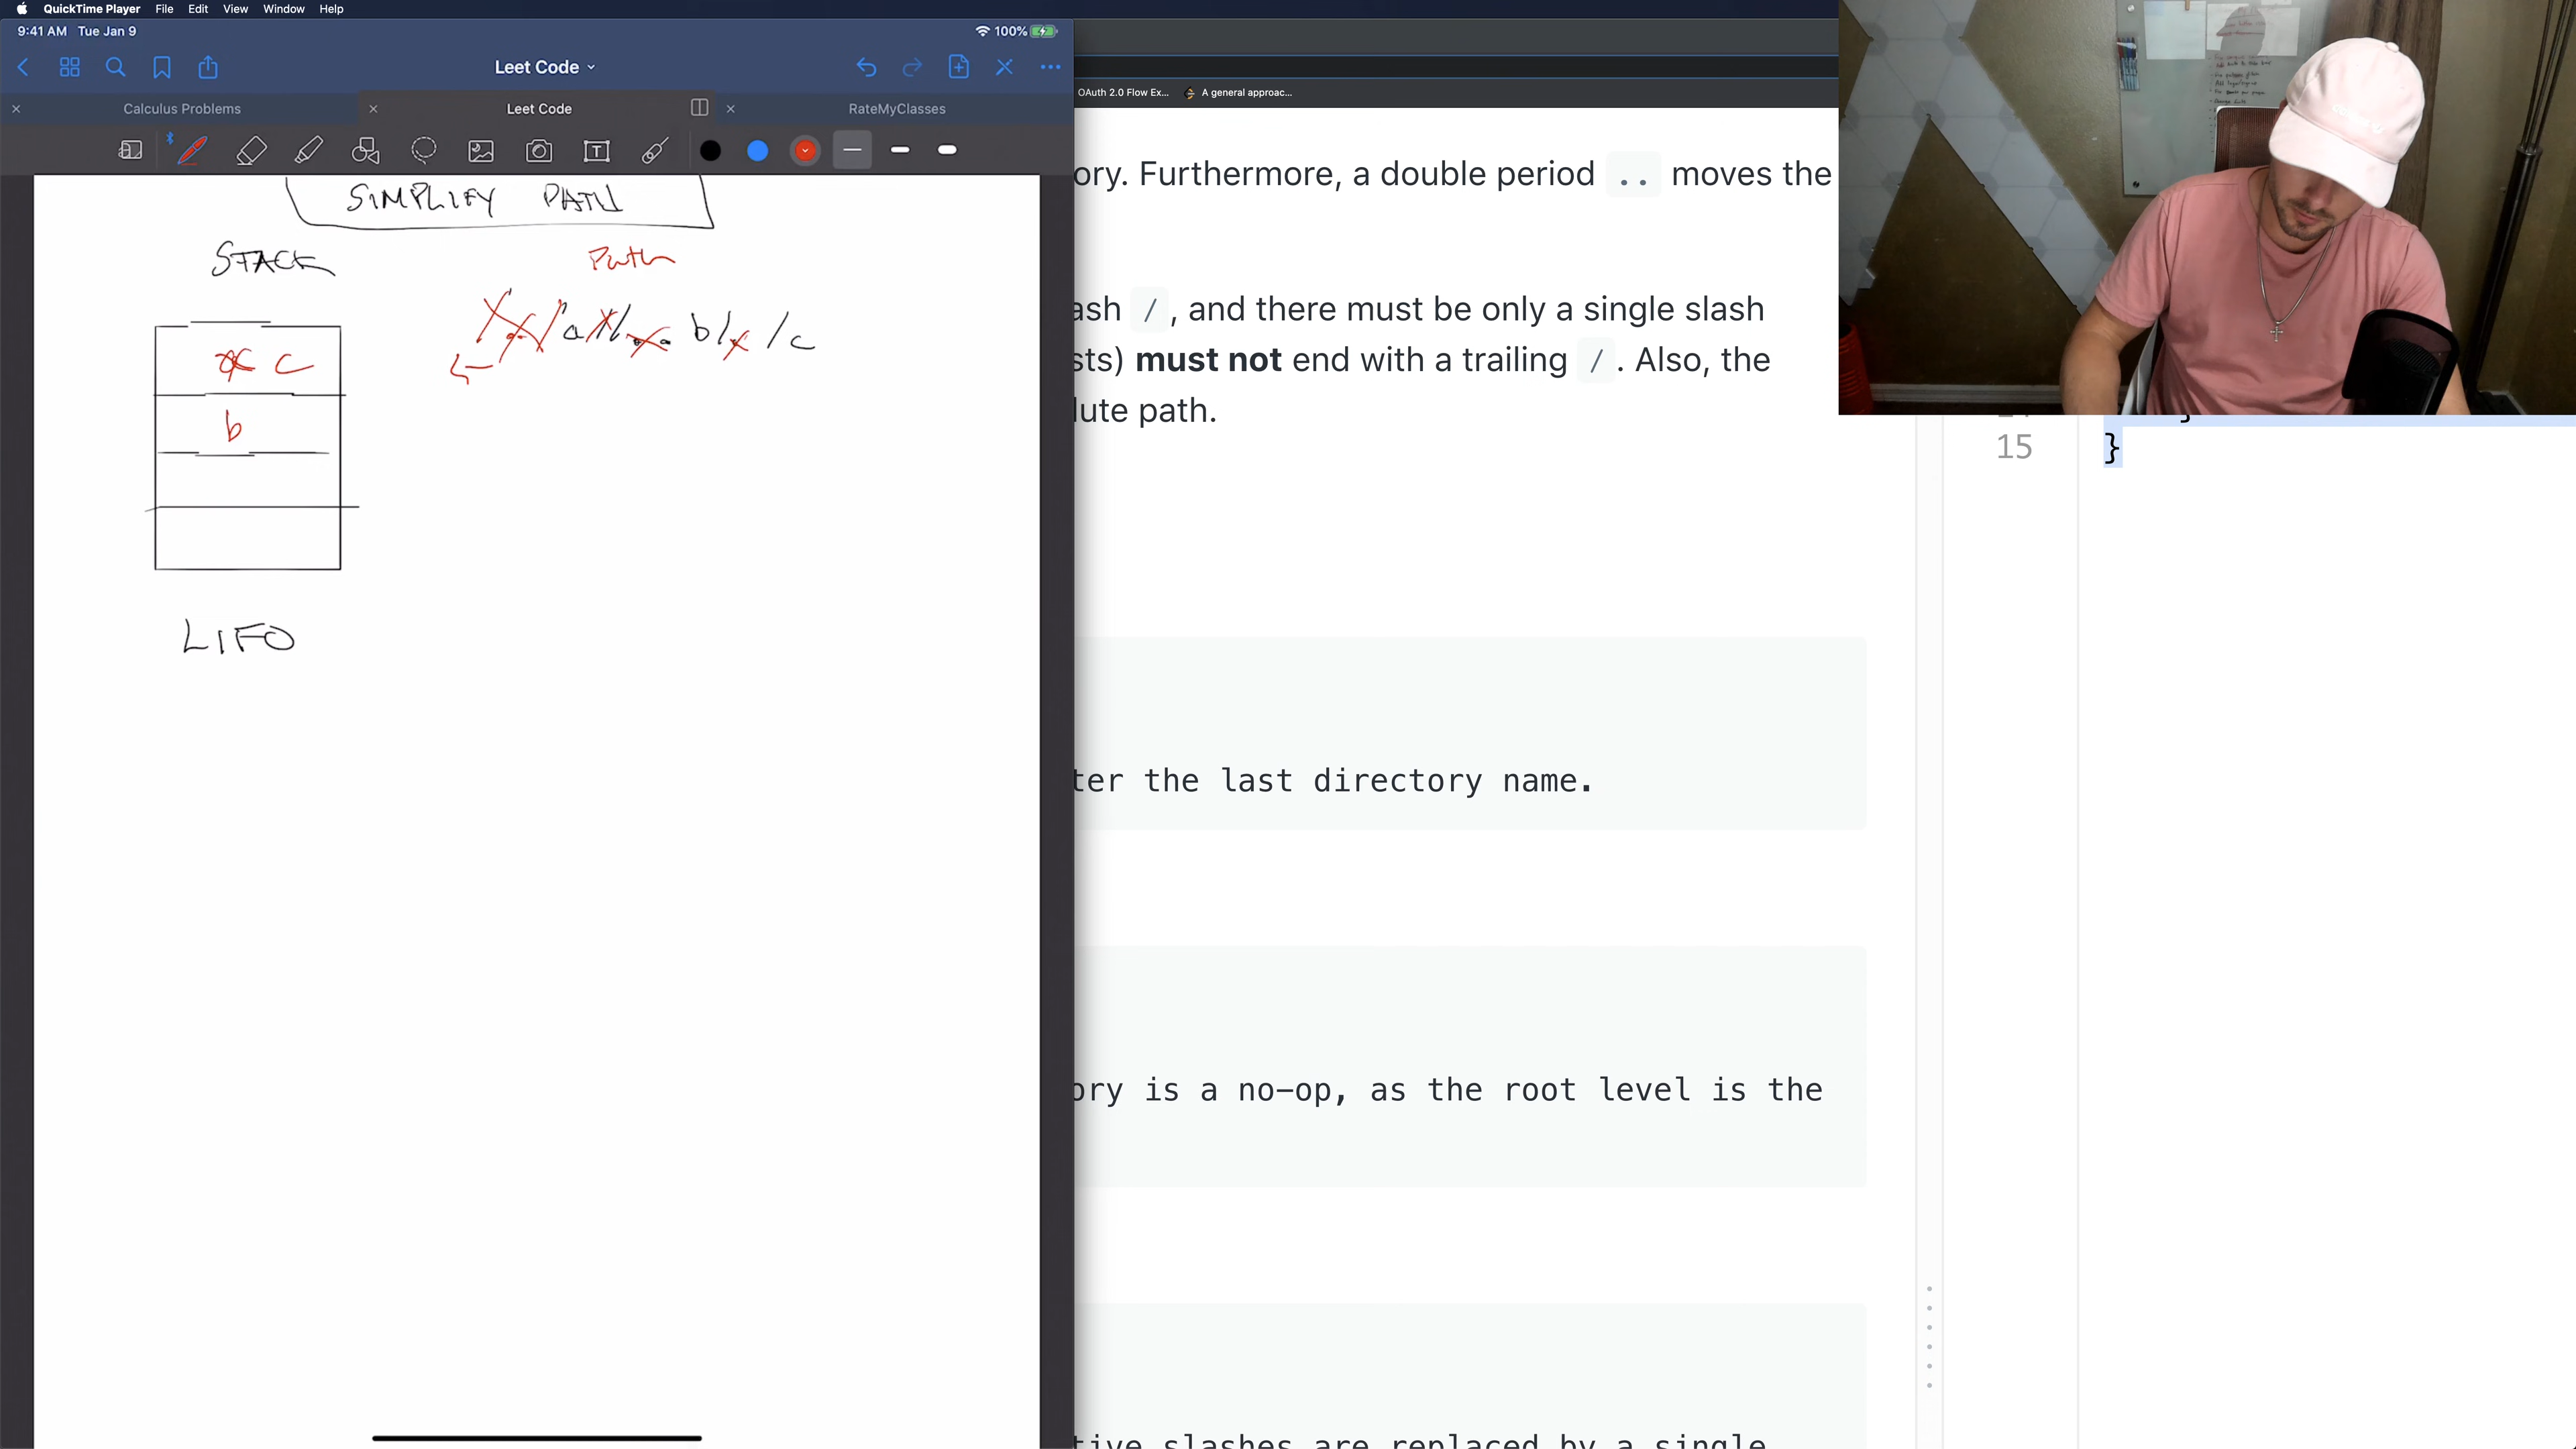 QuickTime Player File Edit View Window Help
9:41 AM Tue Jan 9
100%
Leet Code
Calculus Problems
Leet Code
RateMyClasses
OAuth 2.0 Flow Ex...
A general approac...
SIMPLIFY PATH
STACK
Path
c
b
LIFO
ory. Furthermore, a double period .. moves the
ash /, and there must be only a single slash
sts) must not end with a trailing /. Also, the
lute path.
ter the last directory name.
ory is a no-op, as the root level is the
tive slashes are replaced by a single
15 }